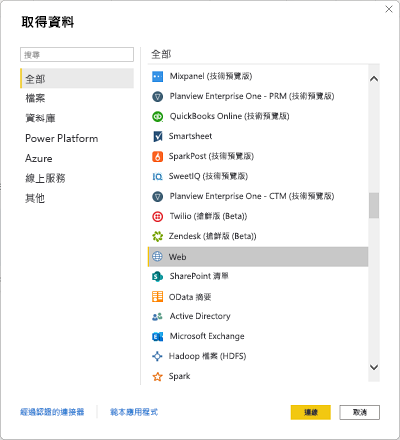 取得資料
搜尋
全部
檔案
資料庫
Power Platform
Azure
線上服務
其他
全部
Mixpanel (技術預覽版)
Planview Enterprise One - PRM (技術預覽版)
QuickBooks Online (技術預覽版)
Smartsheet
SparkPost (技術預覽版)
SweetIQ (技術預覽版)
Planview Enterprise One - CTM (技術預覽版)
Twilio (搶鮮版 (Beta))
Zendesk (搶鮮版 (Beta))
Web
SharePoint 清單
OData 摘要
Active Directory
Microsoft Exchange
Hadoop 檔案 (HDFS)
Spark
經過認證的連接器
範本應用程式
連線
取消